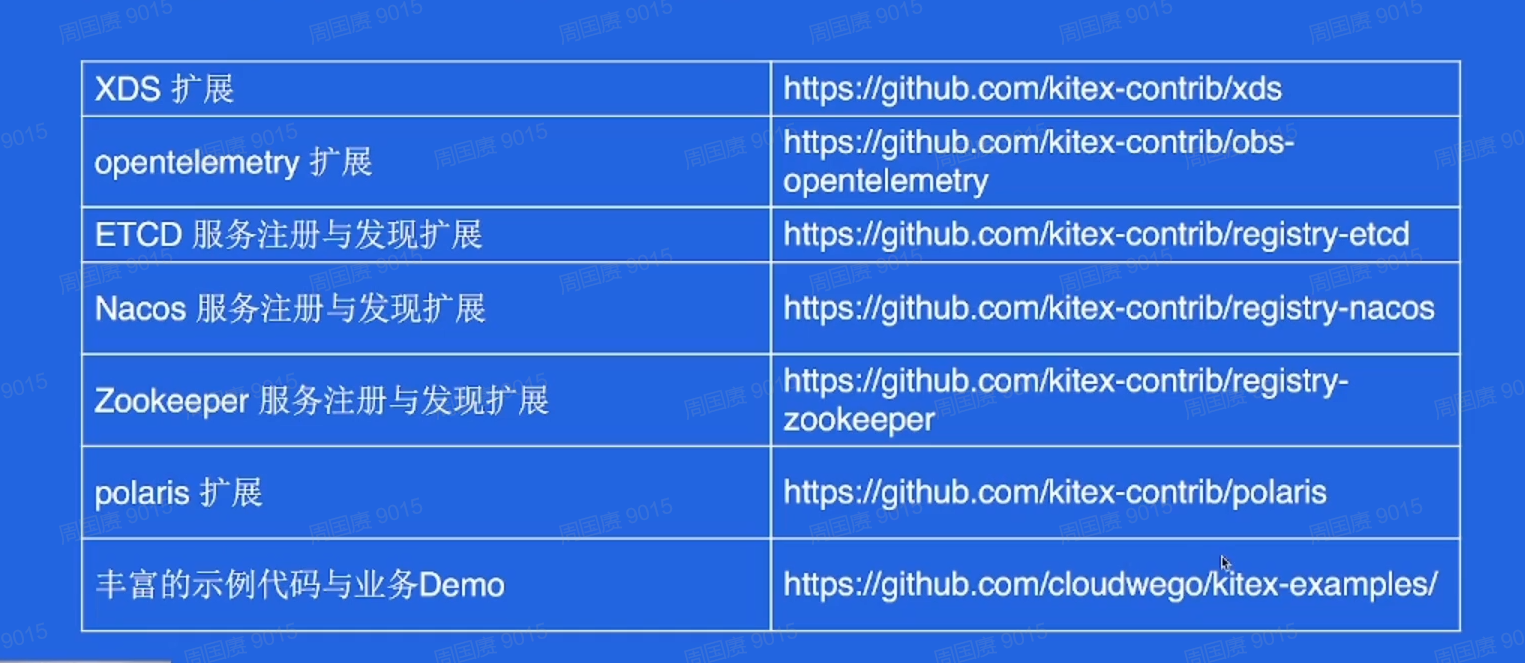 XDS 扩展
https://github.com/kitex-contrib/xds
opentelemetry 扩展
https://github.com/kitex-contrib/obs-
opentelemetry
ETCD 服务注册与发现扩展
https://github.com/kitex-contrib/registry-etcd
Nacos 服务注册与发现扩展
https://github.com/kitex-contrib/registry-nacos
Zookeeper 服务注册与发现扩展
https://github.com/kitex-contrib/registry-
zookeeper
polaris 扩展
https://github.com/kitex-contrib/polaris
丰富的示例代码与业务Demo
https://github.com/cloudwego/kitex-examples/
周国赓 9015